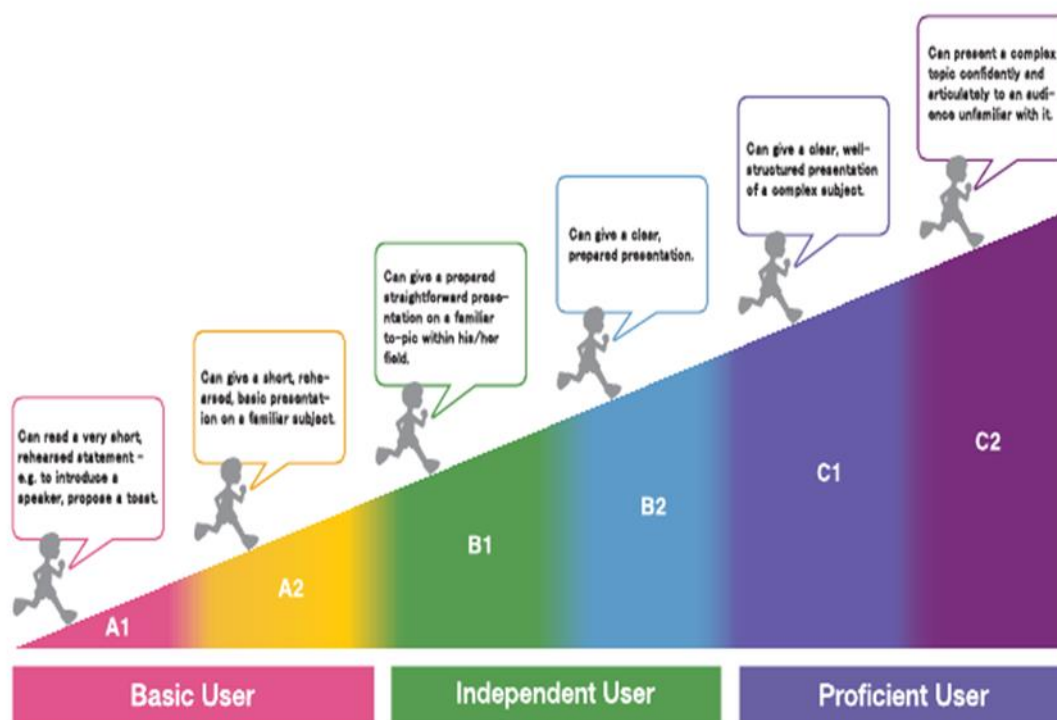 Can present a complex
topic confidently and
articulately to an audi-
ence unfamiliar with it.
Can give a clear, well-
structured presentation
of a complex subject.
Can give a clear,
prepared presentation.
Can give a prepared
straightforward prese-
ntation on a familiar
to-pic within his/her
field.
Can give a short, rehe-
arsed, basic presentat-
ion on a familiar subject.
Can read a very short,
rehearsed statement -
e.g. to introduce a
speaker, propose a toast.
A1
A2
B1
B2
C1
C2
Basic User
Independent User
Proficient User